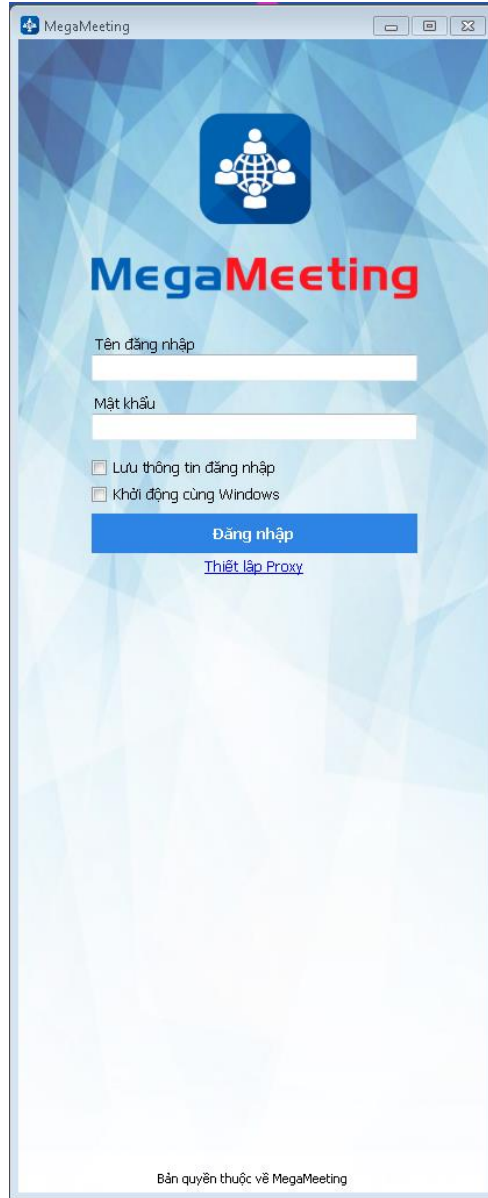 MegaMeeting
MegaMeeting
Tên đăng nhập
Mật khẩu
Lưu thông tin đăng nhập
Khởi động cùng Windows
Đăng nhập
Thiết lập Proxy
Bản quyền thuộc về MegaMeeting